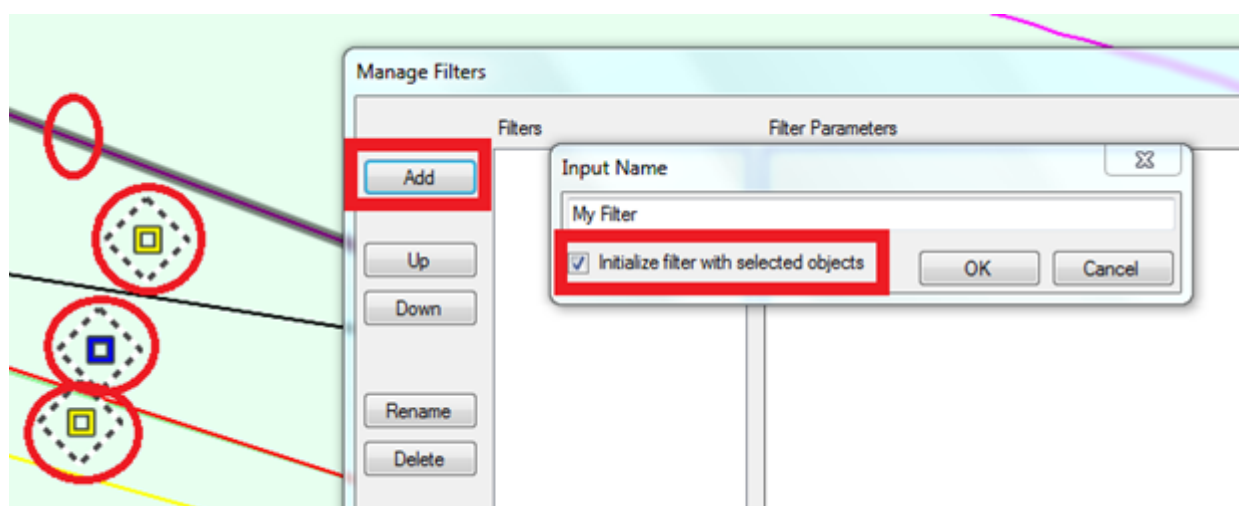 Manage Filters
Filters
Filter Parameters
Add
Input Name
My Filter
Up
Initialize filter with selected objects
OK
Cancel
Down
Rename
Delete